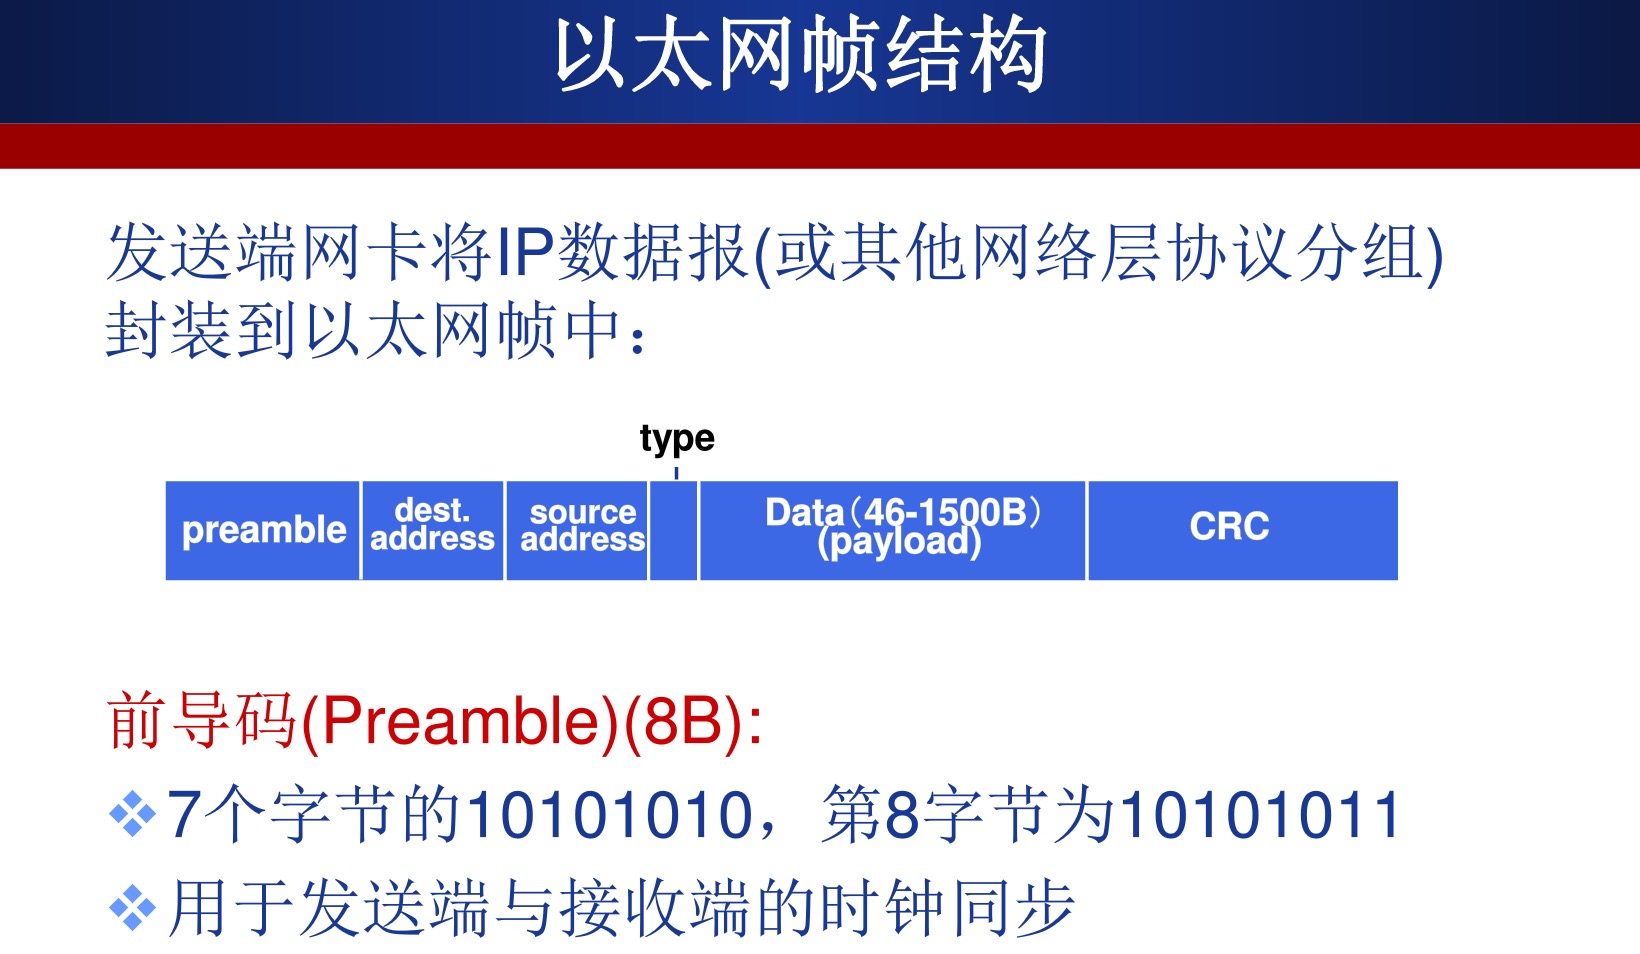 以太网帧结构
发送端网卡将IP数据报(或其他网络层协议分组)
封装到以太网帧中：
type
preamble
dest.
address
source
address
Data（46-1500B）
(payload)
CRC
前导码(Preamble)(8B):
7个字节的10101010，第8字节为10101011
用于发送端与接收端的时钟同步